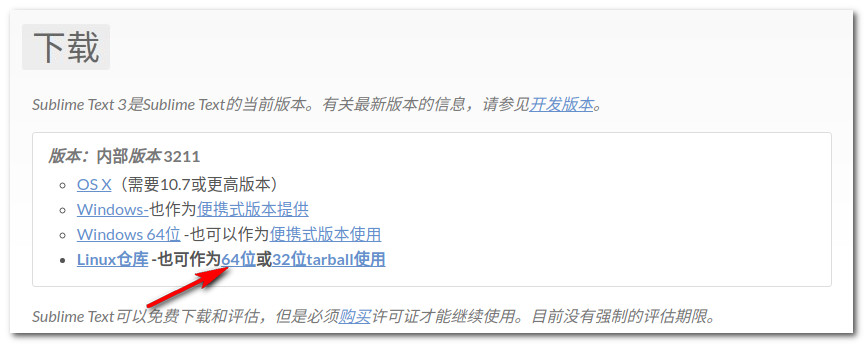 下载
Sublime Text 3是Sublime Text的当前版本。有关最新版本的信息，请参见开发版本。
版本：内部版本 3211
OS X（需要10.7或更高版本）
Windows-也作为便携式版本提供
Windows 64位 -也可以作为便携式版本使用
Linux仓库 -也可作为64位或32位tarball使用
Sublime Text可以免费下载和评估，但是必须购买许可证才能继续使用。目前没有强制的评估期限。